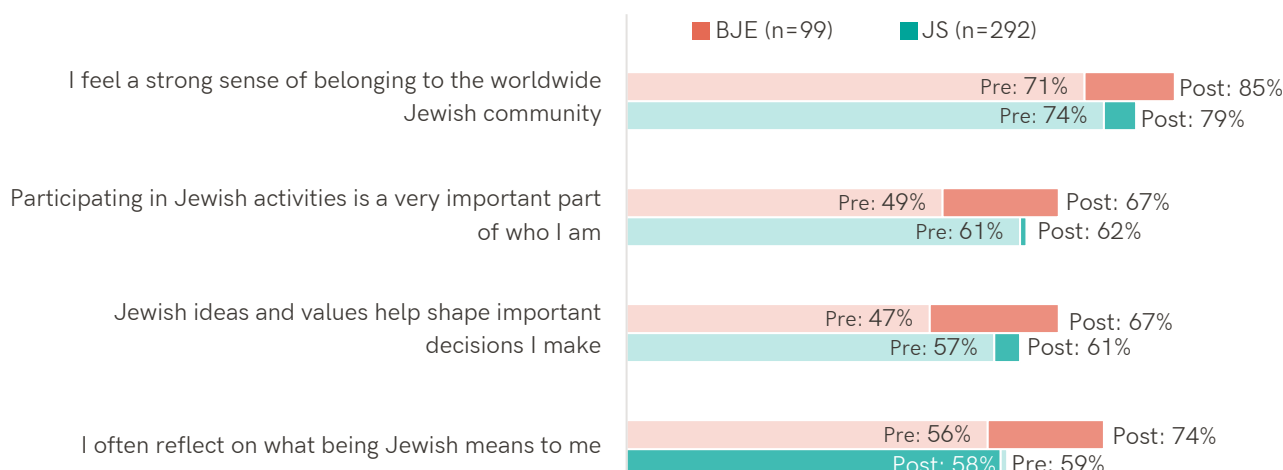 BJE (n=99) JS (n=292)
I feel a strong sense of belonging to the worldwide
Jewish community
Pre: 71% Post: 85%
Pre: 74% Post: 79%
Participating in Jewish activities is a very important part
of who I am
Pre: 49% Post: 67%
Pre: 61% Post: 62%
Jewish ideas and values help shape important
decisions I make
Pre: 47% Post: 67%
Pre: 57% Post: 61%
I often reflect on what being Jewish means to me
Pre: 56% Post: 74%
Post: 58% Pre: 59%